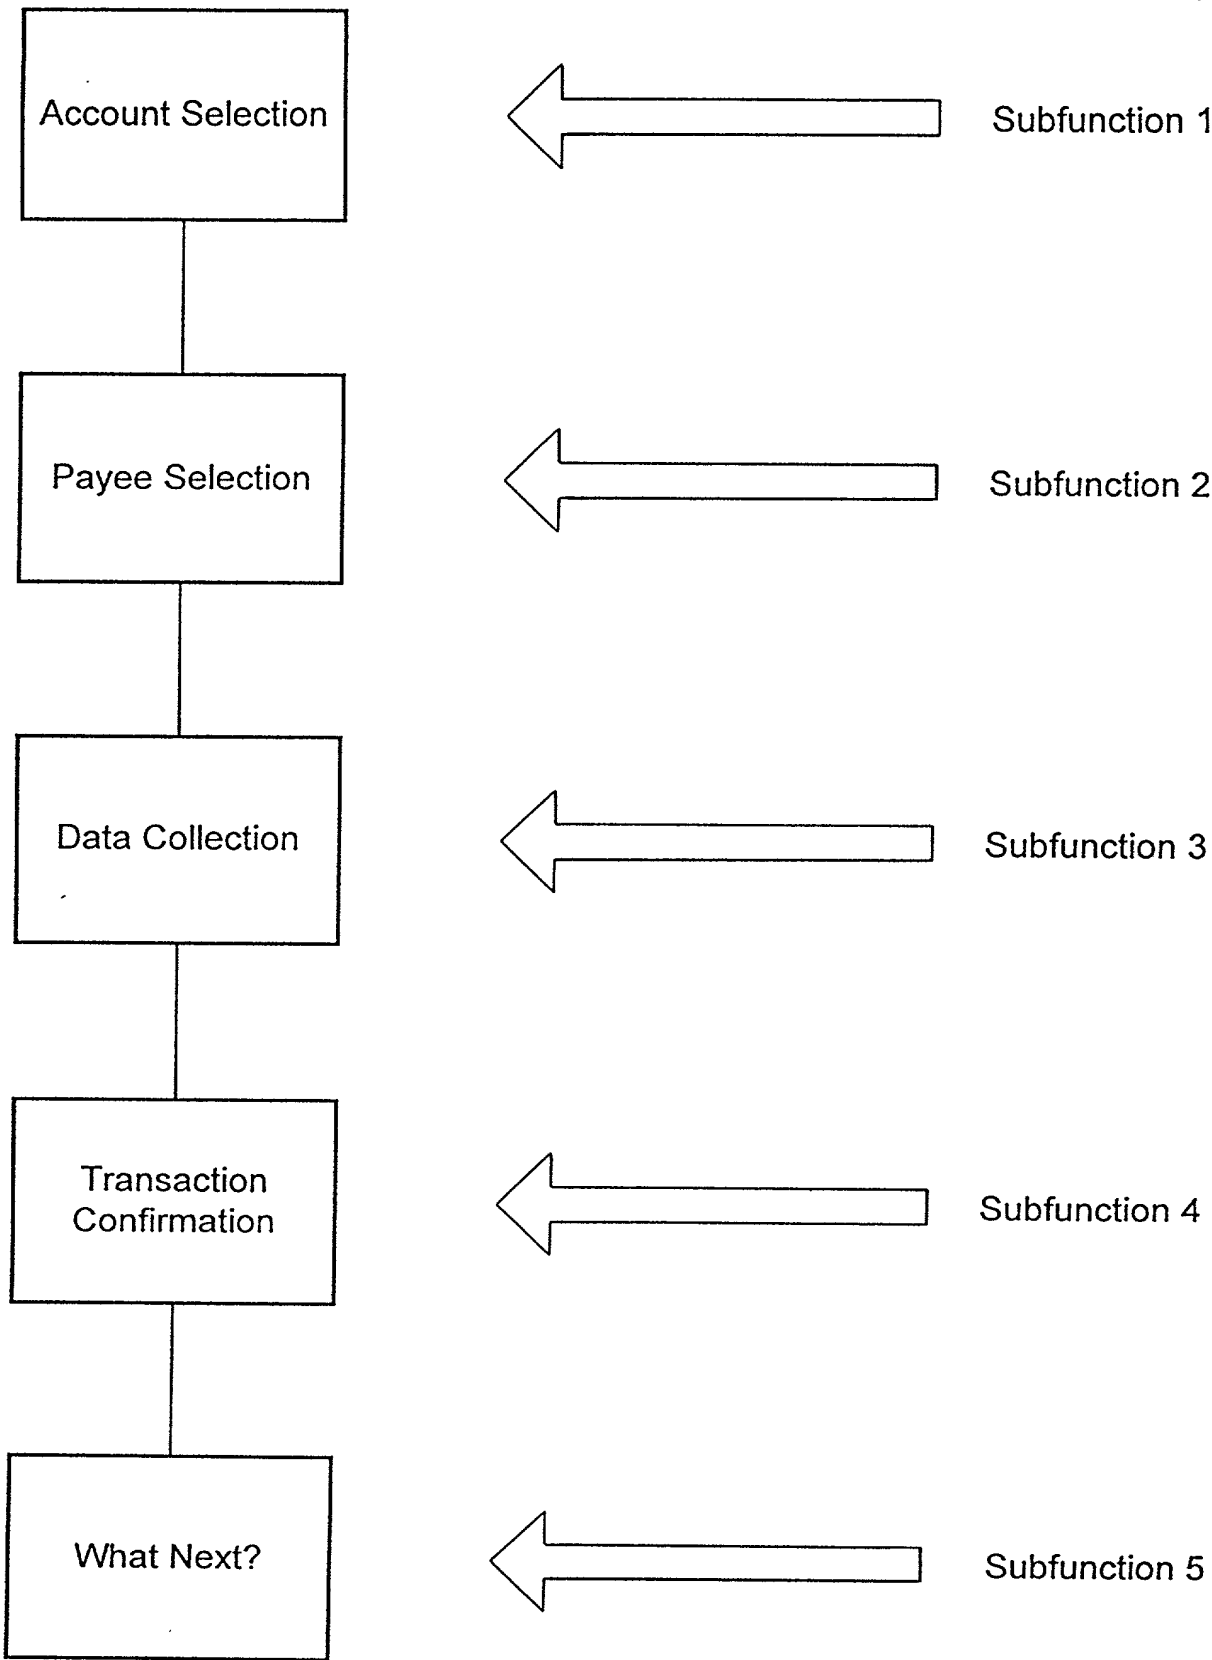 Account Selection
Subfunction 1
Payee Selection
Subfunction 2
Data Collection
Subfunction 3
Transaction
Confirmation
Subfunction 4
What Next?
Subfunction 5